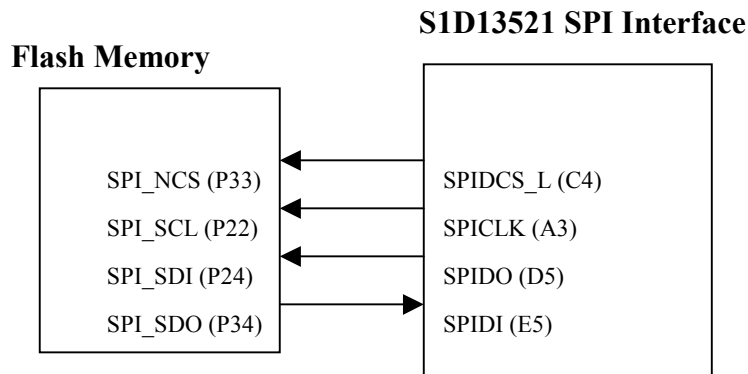 S1D13521 SPI Interface
Flash Memory
SPI_NCS (P33)
SPIDCS_L (C4)
SPI_SCL (P22)
SPICLK (A3)
SPI_SDI (P24)
SPIDO (D5)
SPI_SDO (P34)
SPIDI (E5)